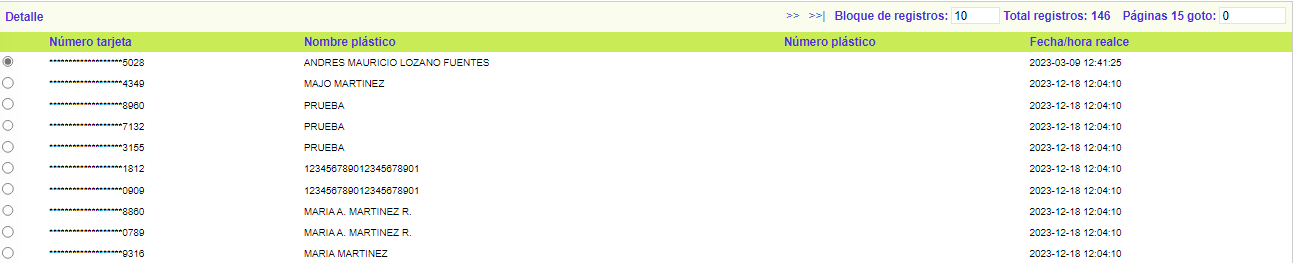 Detalle >> >>| Bloque de registros: 10 Total registros: 146 Páginas 15 goto: 0
Número tarjeta Nombre plástico Número plástico Fecha/hora realce
*******************5028 ANDRES MAURICIO LOZANO FUENTES 2023-03-09 12:41:25
*******************4349 MAJO MARTINEZ 2023-12-18 12:04:10
*******************8960 PRUEBA 2023-12-18 12:04:10
*******************7132 PRUEBA 2023-12-18 12:04:10
*******************3155 PRUEBA 2023-12-18 12:04:10
*******************1812 123456789012345678901 2023-12-18 12:04:10
*******************0909 123456789012345678901 2023-12-18 12:04:10
*******************8860 MARIA A. MARTINEZ R. 2023-12-18 12:04:10
*******************0789 MARIA A. MARTINEZ R. 2023-12-18 12:04:10
*******************9316 MARIA MARTINEZ 2023-12-18 12:04:10